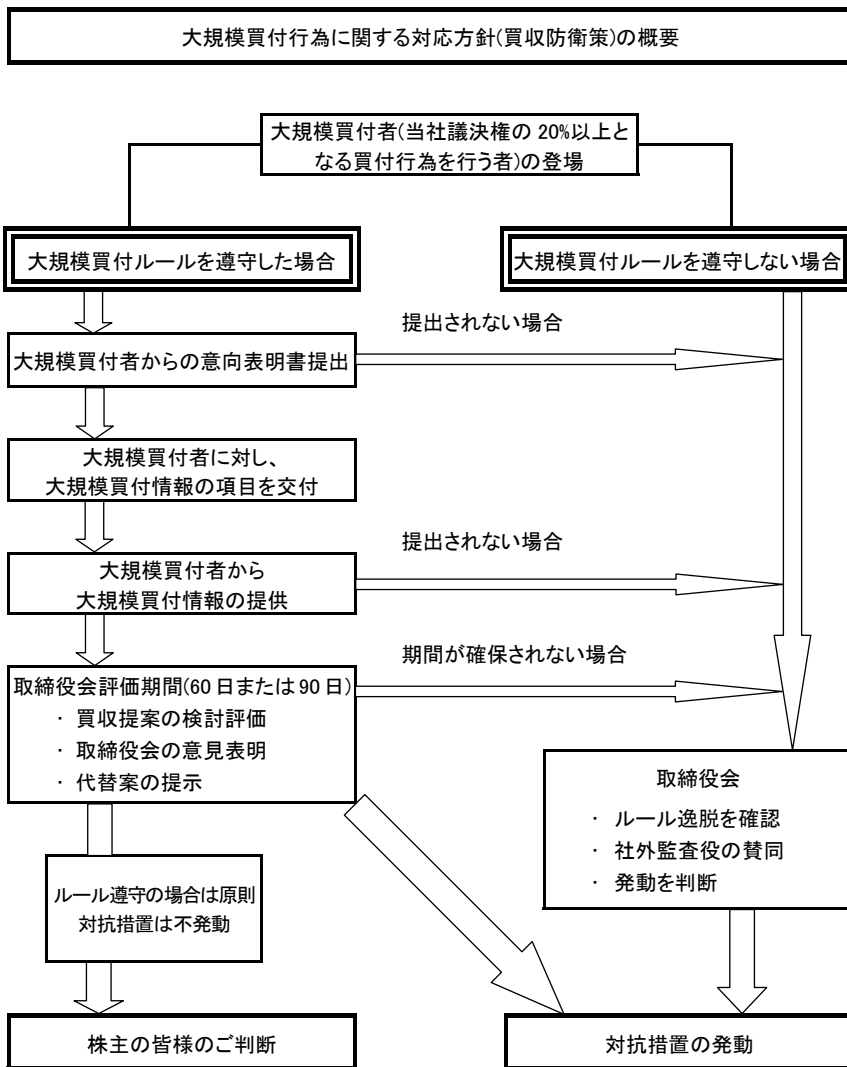 大規模買付行為に関する対応方針(買収防衛策)の概要
大規模買付者(当社議決権の 20%以上と
なる買付行為を行う者)の登場
大規模買付ルールを遵守した場合
大規模買付ルールを遵守しない場合
提出されない場合
大規模買付者からの意向表明書提出
大規模買付者に対し、
大規模買付情報の項目を交付
提出されない場合
大規模買付者から
大規模買付情報の提供
期間が確保されない場合
取締役会評価期間(60 日または 90 日)
・ 買収提案の検討評価
・ 取締役会の意見表明
・ 代替案の提示
取締役会
・ ルール逸脱を確認
・ 社外監査役の賛同
・ 発動を判断
ルール遵守の場合は原則
対抗措置は不発動
株主の皆様のご判断
対抗措置の発動